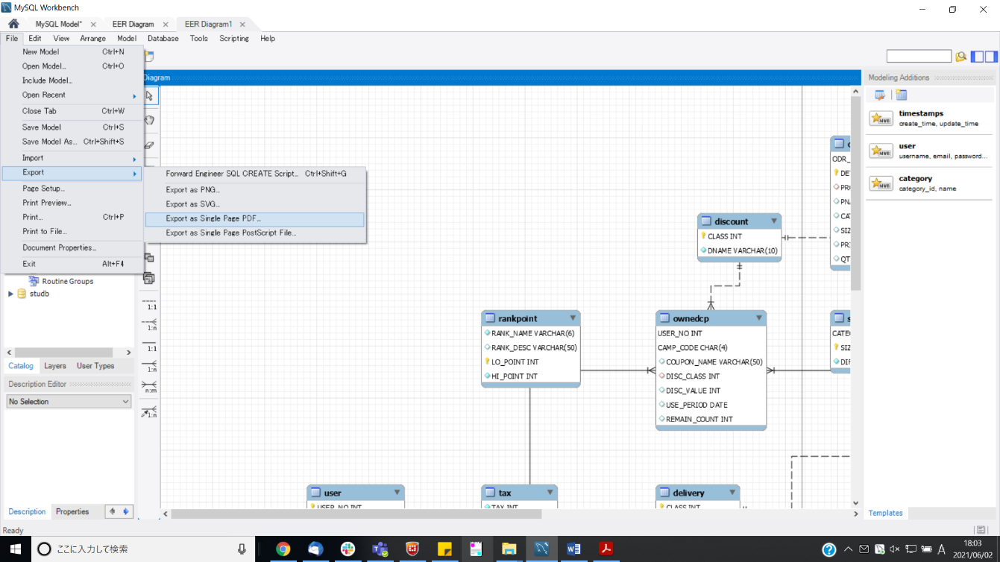 MySQL Workbench
MySQL Model*
EER Diagram
EER Diagram1
File Edit View Arrange Model Database Tools Scripting Help
New Model Ctrl+N
Open Model... Ctrl+O
Include Model...
Open Recent
Close Tab Ctrl+W
Save Model Ctrl+S
Save Model As... Ctrl+Shift+S
Import
Export
Page Setup...
Print Preview...
Print... Ctrl+P
Print to File...
Document Properties...
Exit Alt+F4
Forward Engineer SQL CREATE Script... Ctrl+Shift+G
Export as PNG...
Export as SVG...
Export as Single Page PDF...
Export as Single Page PostScript File...
Diagram
Routine Groups
studb
Catalog Layers User Types
Description Editor
No Selection
Description Properties
Ready
1:1
1:n
1:1
1:n
n:m
1:n
discount
CLASS INT
DNAME VARCHAR(10)
rankpoint
RANK_NAME VARCHAR(6)
RANK_DESC VARCHAR(50)
LO_POINT INT
HI_POINT INT
ownedcp
USER_NO INT
CAMP_CODE CHAR(4)
COUPON_NAME VARCHAR(50)
DISC_CLASS INT
DISC_VALUE INT
USE_PERIOD DATE
REMAIN_COUNT INT
ODR_
DE
PR
PN
CA
SIZ
PRI
QT
s
CATE
SIZ
DIF
user
USER_NO INT
tax
TAX INT
delivery
CLASS INT
Modeling Additions
timestamps
create_time, update_time
user
username, email, password...
category
category_id, name
Templates
ここに入力して検索
A
18:03
2021/06/02